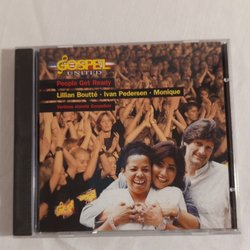 GOSPEL
UNITED
People Get Ready
Lillian Boutté · Ivan Pedersen · Monique